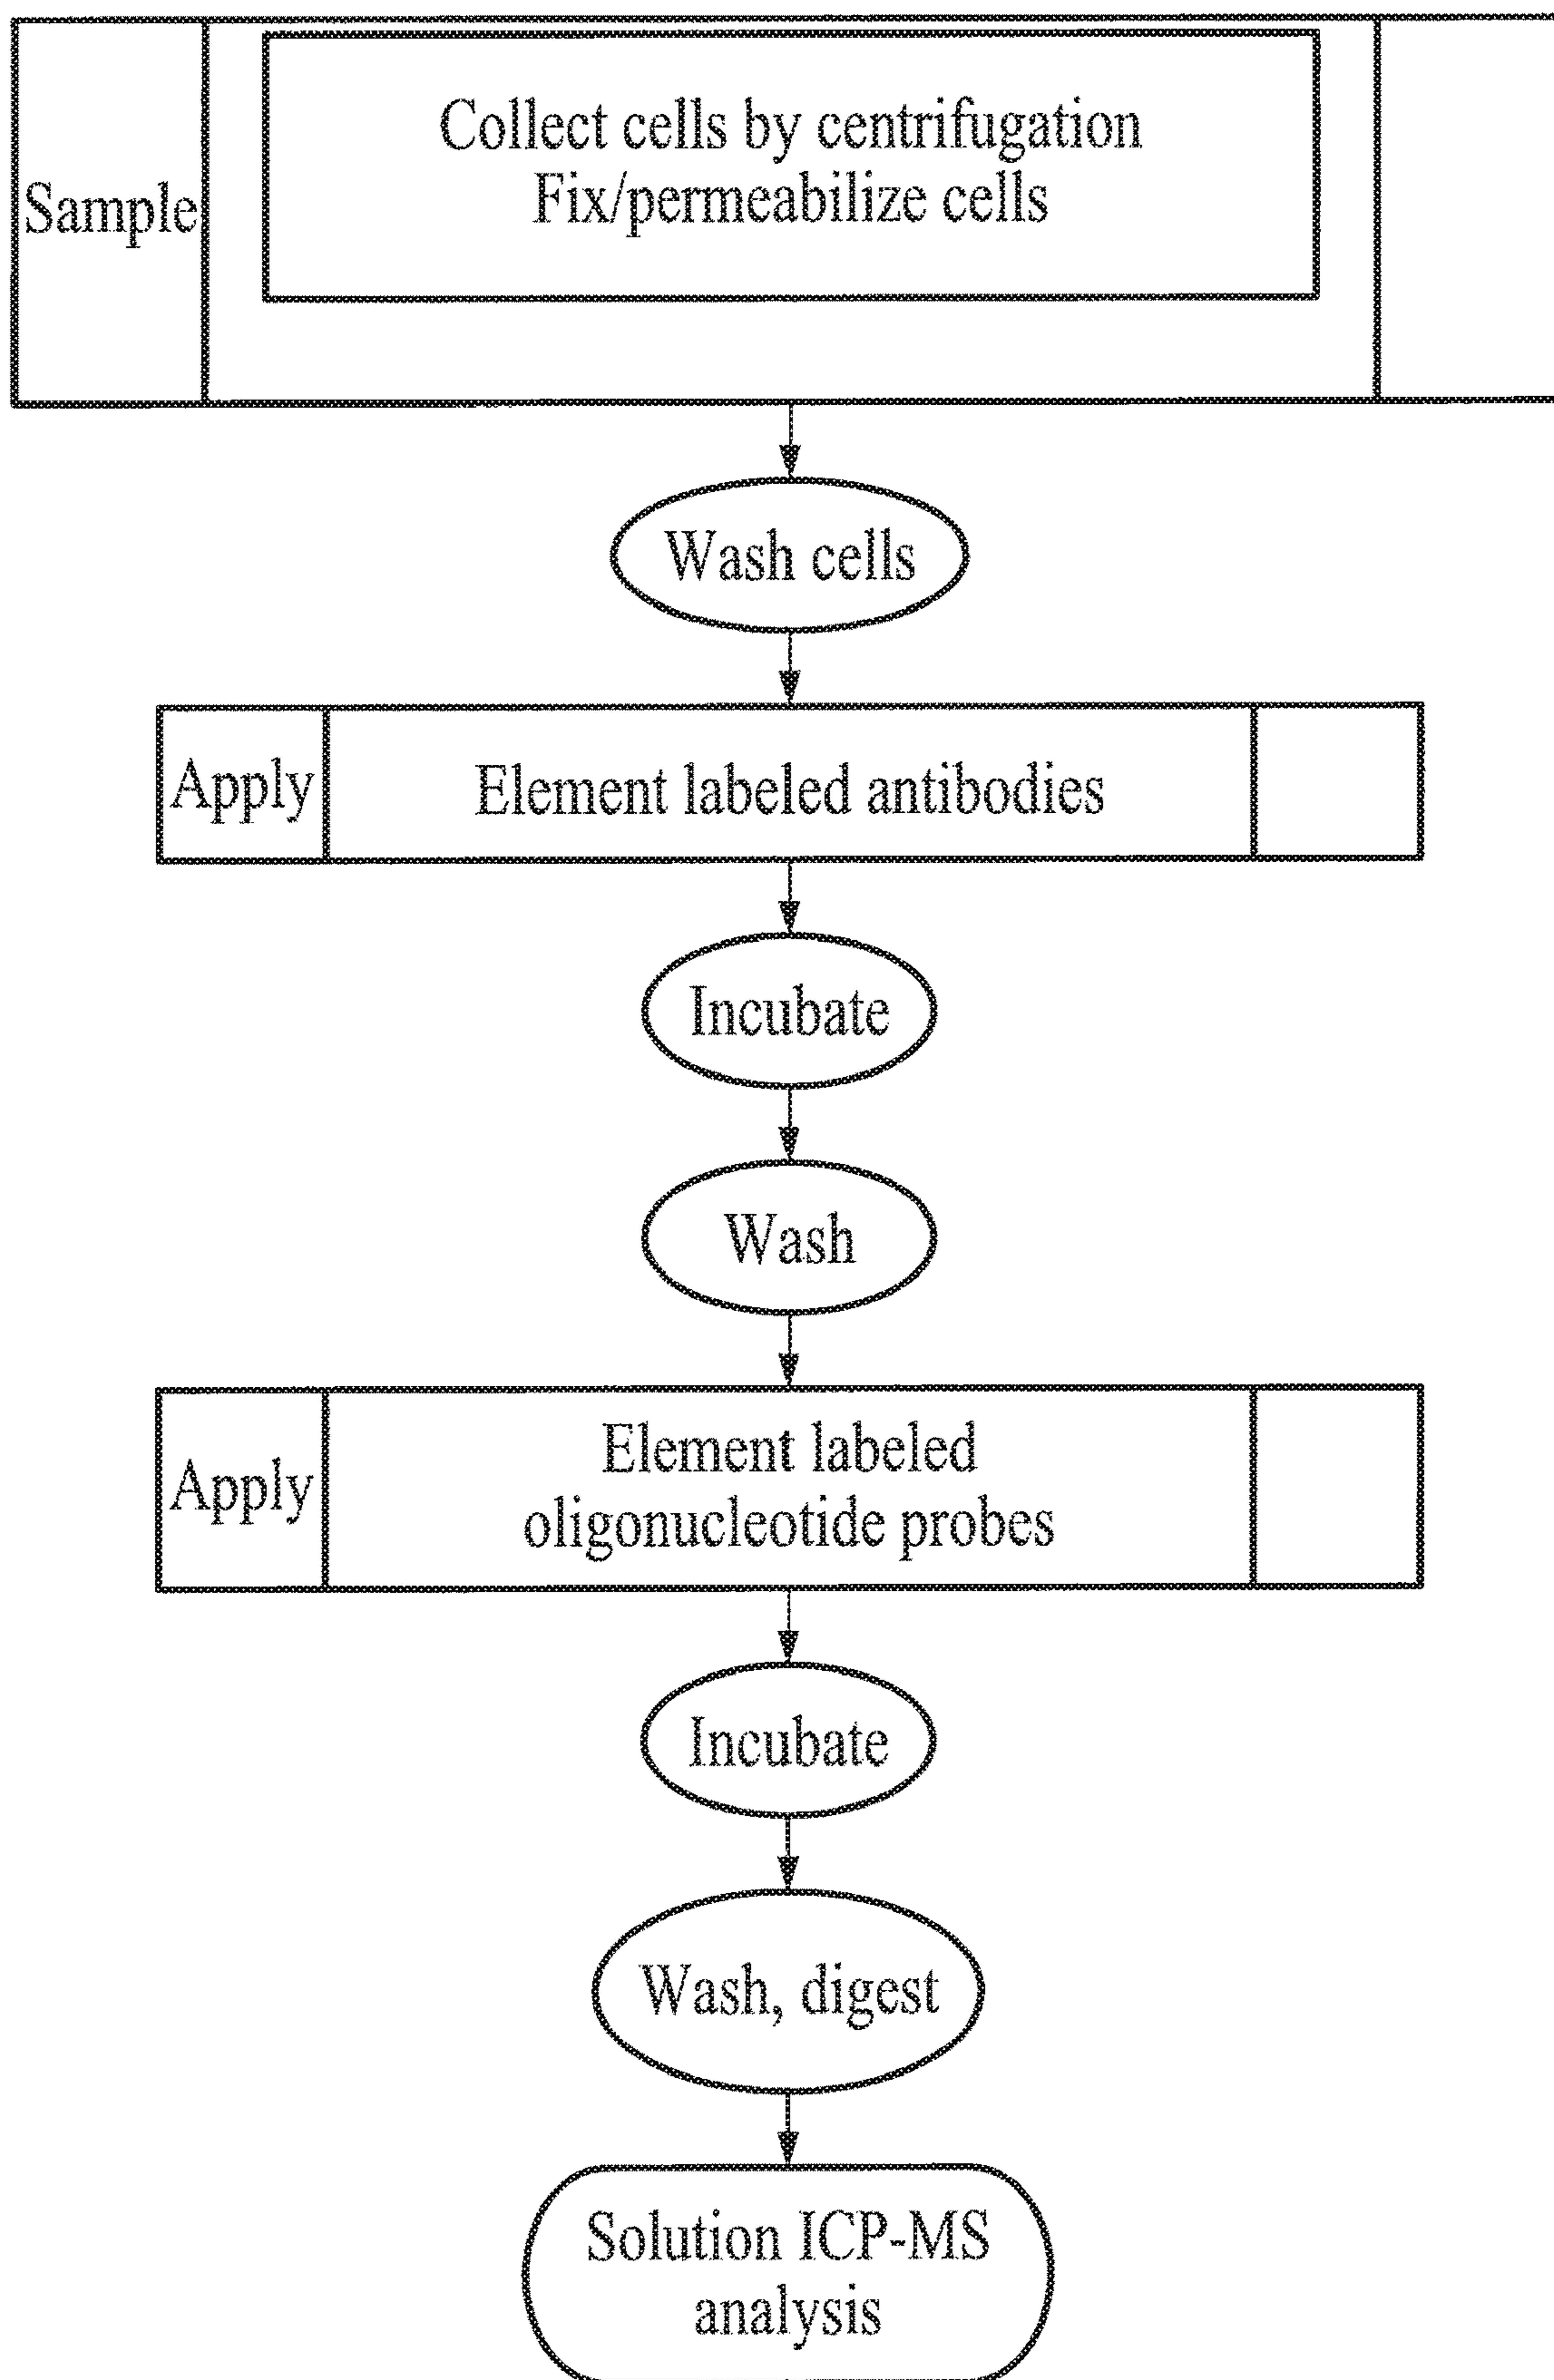 Sample
Collect cells by centrifugation
Fix/permeabilize cells
Wash cells
Apply
Element labeled antibodies
Incubate
Wash
Apply
Element labeled
oligonucleotide probes
Incubate
Wash, digest
Solution ICP-MS
analysis